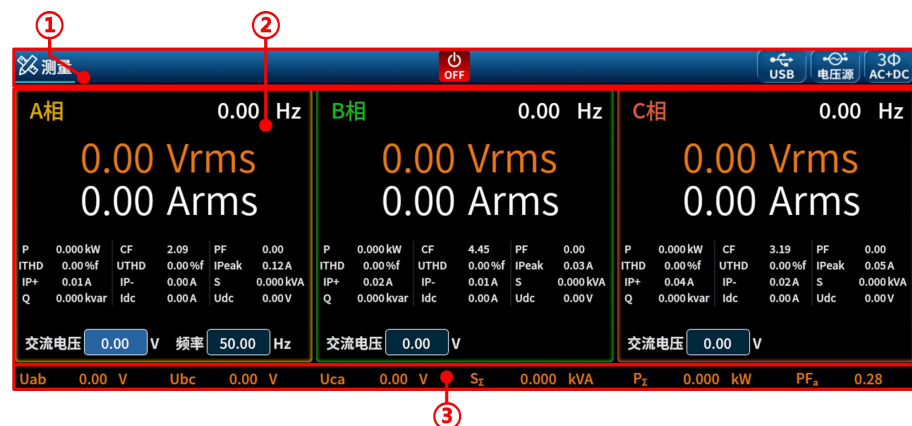 ① ②
测量 OFF USB 电压源 3Φ AC+DC
A相 0.00 Hz B相 0.00 Hz C相 0.00 Hz
0.00 Vrms 0.00 Vrms 0.00 Vrms
0.00 Arms 0.00 Arms 0.00 Arms
P 0.000 kW CF 2.09 PF 0.00 P 0.000 kW CF 4.45 PF 0.00 P 0.000 kW CF 3.19 PF 0.00
ITHD 0.00 %f UTHD 0.00 %f IPeak 0.12 A ITHD 0.00 %f UTHD 0.00 %f IPeak 0.03 A ITHD 0.00 %f UTHD 0.00 %f IPeak 0.05 A
IP+ 0.01 A IP- 0.00 A S 0.000 kVA IP+ 0.02 A IP- 0.01 A S 0.000 kVA IP+ 0.04 A IP- 0.02 A S 0.000 kVA
Q 0.000 kvar Idc 0.00 A Udc 0.00 V Q 0.000 kvar Idc 0.00 A Udc 0.00 V Q 0.000 kvar Idc 0.00 A Udc 0.00 V
交流电压 0.00 V 频率 50.00 Hz 交流电压 0.00 V 交流电压 0.00 V
Uab 0.00 V Ubc 0.00 V Uca 0.00 V SΣ 0.000 kVA PΣ 0.000 kW PFa 0.28
③